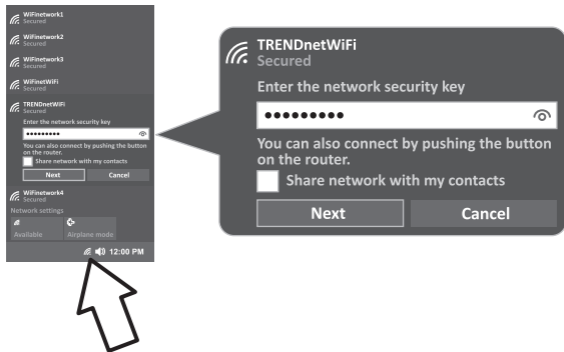 WiFinetwork1
Secured
WiFinetwork2
Secured
WiFinetwork3
Secured
WiFinetWiFi
Secured
TRENDnetWiFi
Secured
Enter the network security key
•••••••••
You can also connect by pushing the button
on the router.
Share network with my contacts
Next Cancel
WiFinetwork4
Secured
Network settings
Available Airplane mode
12:00 PM
TRENDnetWiFi
Secured
Enter the network security key
•••••••••
You can also connect by pushing the button
on the router.
Share network with my contacts
Next Cancel